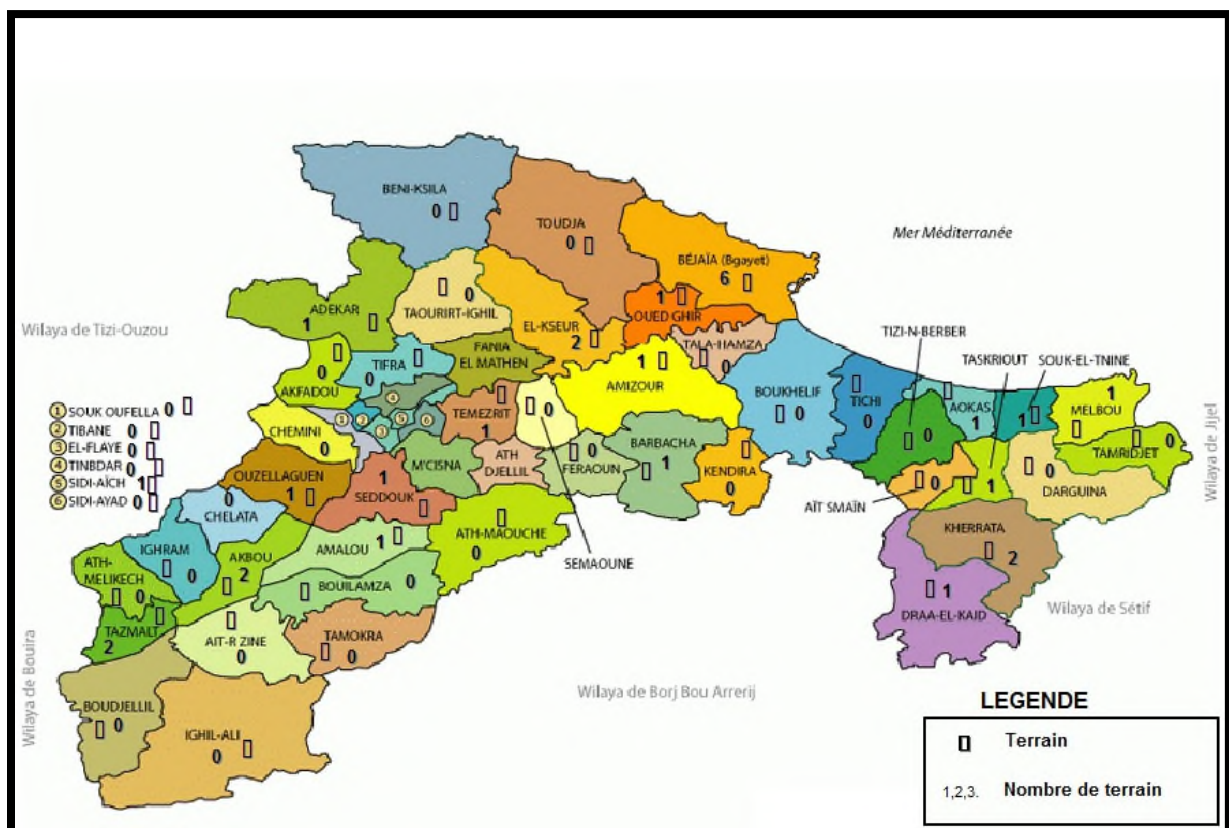 BENI-KSILA
0
TOUDJA
0
Mer Méditerranée
BÉJAÏA (Bgayet)
6
ADEKAR
1
TAOURIRT-IGHIL
0
OUED GHIR
1
EL-KSEUR
2
Wilaya de Tizi-Ouzou
TIZI-N-BERBER
0
TALA-HAMZA
0
FANIA
EL MATHEN
TIFRA
0
AKFADOU
0
AMIZOUR
1
BOUKHELIF
0
TICHI
0
TASKRIOUT
1
SOUK-EL-TNINE
1
AOKAS
1
MELBOU
1
TAMRIDJET
0
Wilaya de Jijel
1 SOUK OUFELLA 0
2 TIBANE 0
3 EL-FLAYE 0
4 TINBDAR 0
5 SIDI-AÏCH 1
6 SIDI-AYAD 0
4
1 2 3 5 6
CHEMINI
0
TEMEZRIT
1
0
BARBACHA
1
KENDIRA
0
M'CISNA
ATH
DJELLIL
FERAOUN
0
OUZELLAGUEN
1
SEDDOUK
1
AÏT SMAÏN
0
DARGUINA
0
CHELATA
0
KHERRATA
2
IGHRAM
0
AKBOU
2
AMALOU
1
ATH-MAOUCHE
0
SEMAOUNE
ATH-
MELIKECH
0
BOUILAMZA
0
DRAA-EL-KAID
1
Wilaya de Sétif
TAZMALT
2
AIT-R ZINE
0
TAMOKRA
0
Wilaya de Bouira
Wilaya de Borj Bou Arrerij
BOUDJELLIL
0
IGHIL-ALI
0
LEGENDE
Terrain
1,2,3. Nombre de terrain